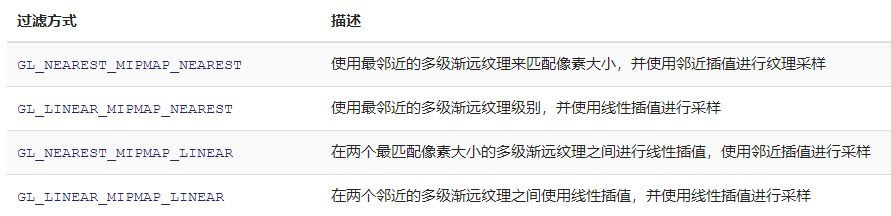 过滤方式 描述
GL_NEAREST_MIPMAP_NEAREST 使用最邻近的多级渐远纹理来匹配像素大小，并使用邻近插值进行纹理采样
GL_LINEAR_MIPMAP_NEAREST 使用最邻近的多级渐远纹理级别，并使用线性插值进行采样
GL_NEAREST_MIPMAP_LINEAR 在两个最匹配像素大小的多级渐远纹理之间进行线性插值，使用邻近插值进行采样
GL_LINEAR_MIPMAP_LINEAR 在两个邻近的多级渐远纹理之间使用线性插值，并使用线性插值进行采样